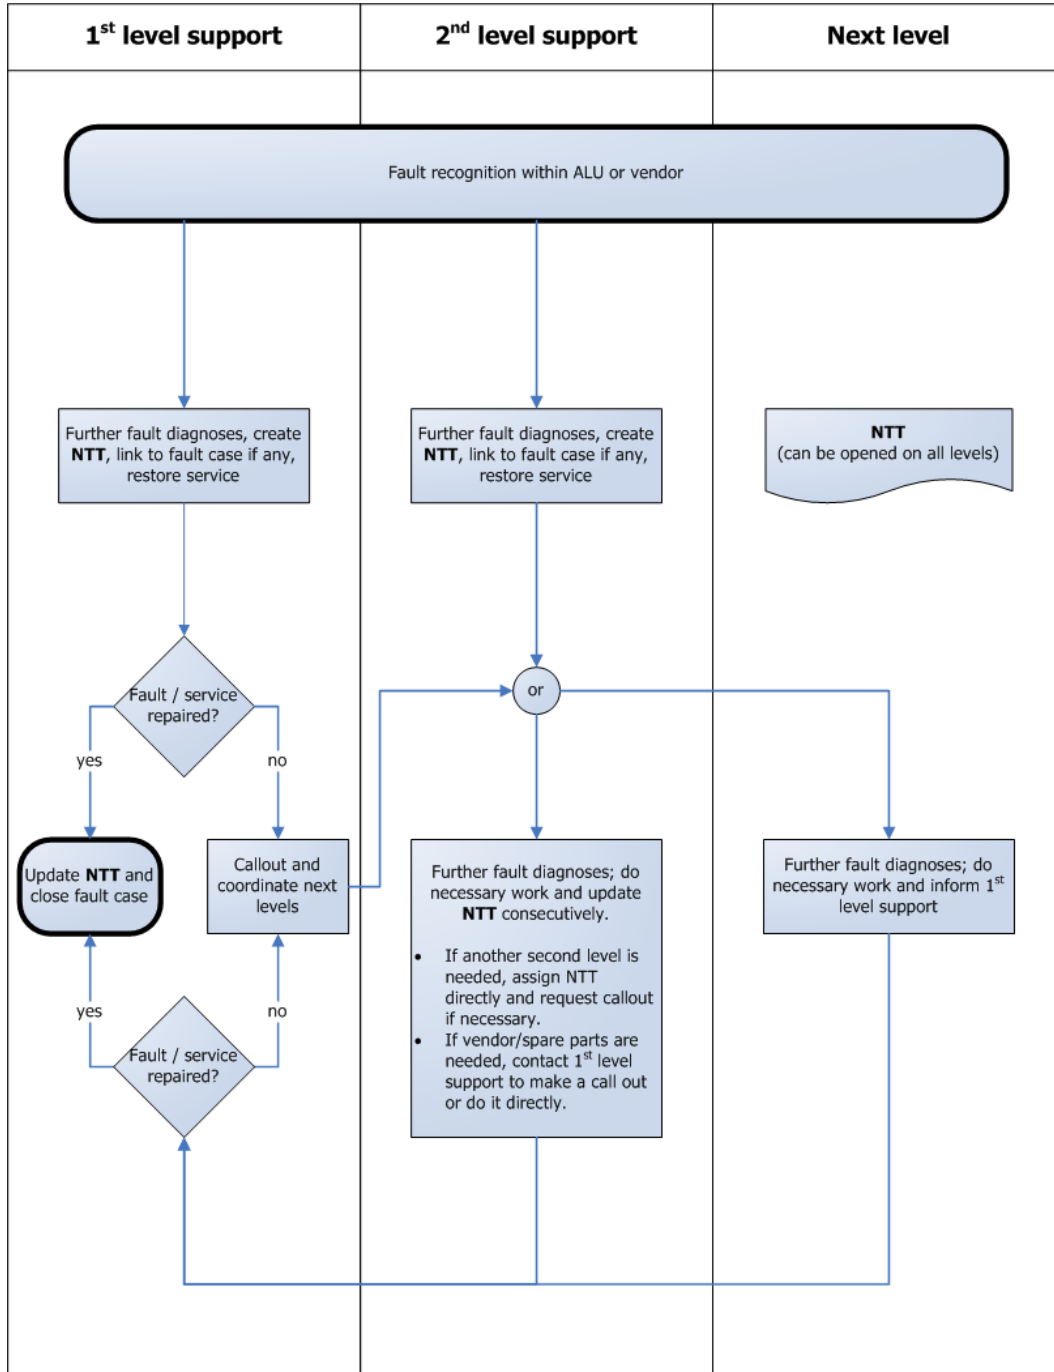 1st level support
2nd level support
Next level
Fault recognition within ALU or vendor
Further fault diagnoses, create
NTT, link to fault case if any,
restore service
Further fault diagnoses, create
NTT, link to fault case if any,
restore service
NTT
(can be opened on all levels)
Fault / service
repaired?
or
yes
no
Update NTT and
close fault case
Callout and
coordinate next
levels
Further fault diagnoses; do
necessary work and update
NTT consecutively.
• If another second level is
needed, assign NTT
directly and request callout
if necessary.
• If vendor/spare parts are
needed, contact 1st level
support to make a call out
or do it directly.
Further fault diagnoses; do
necessary work and inform 1st
level support
yes
no
Fault / service
repaired?